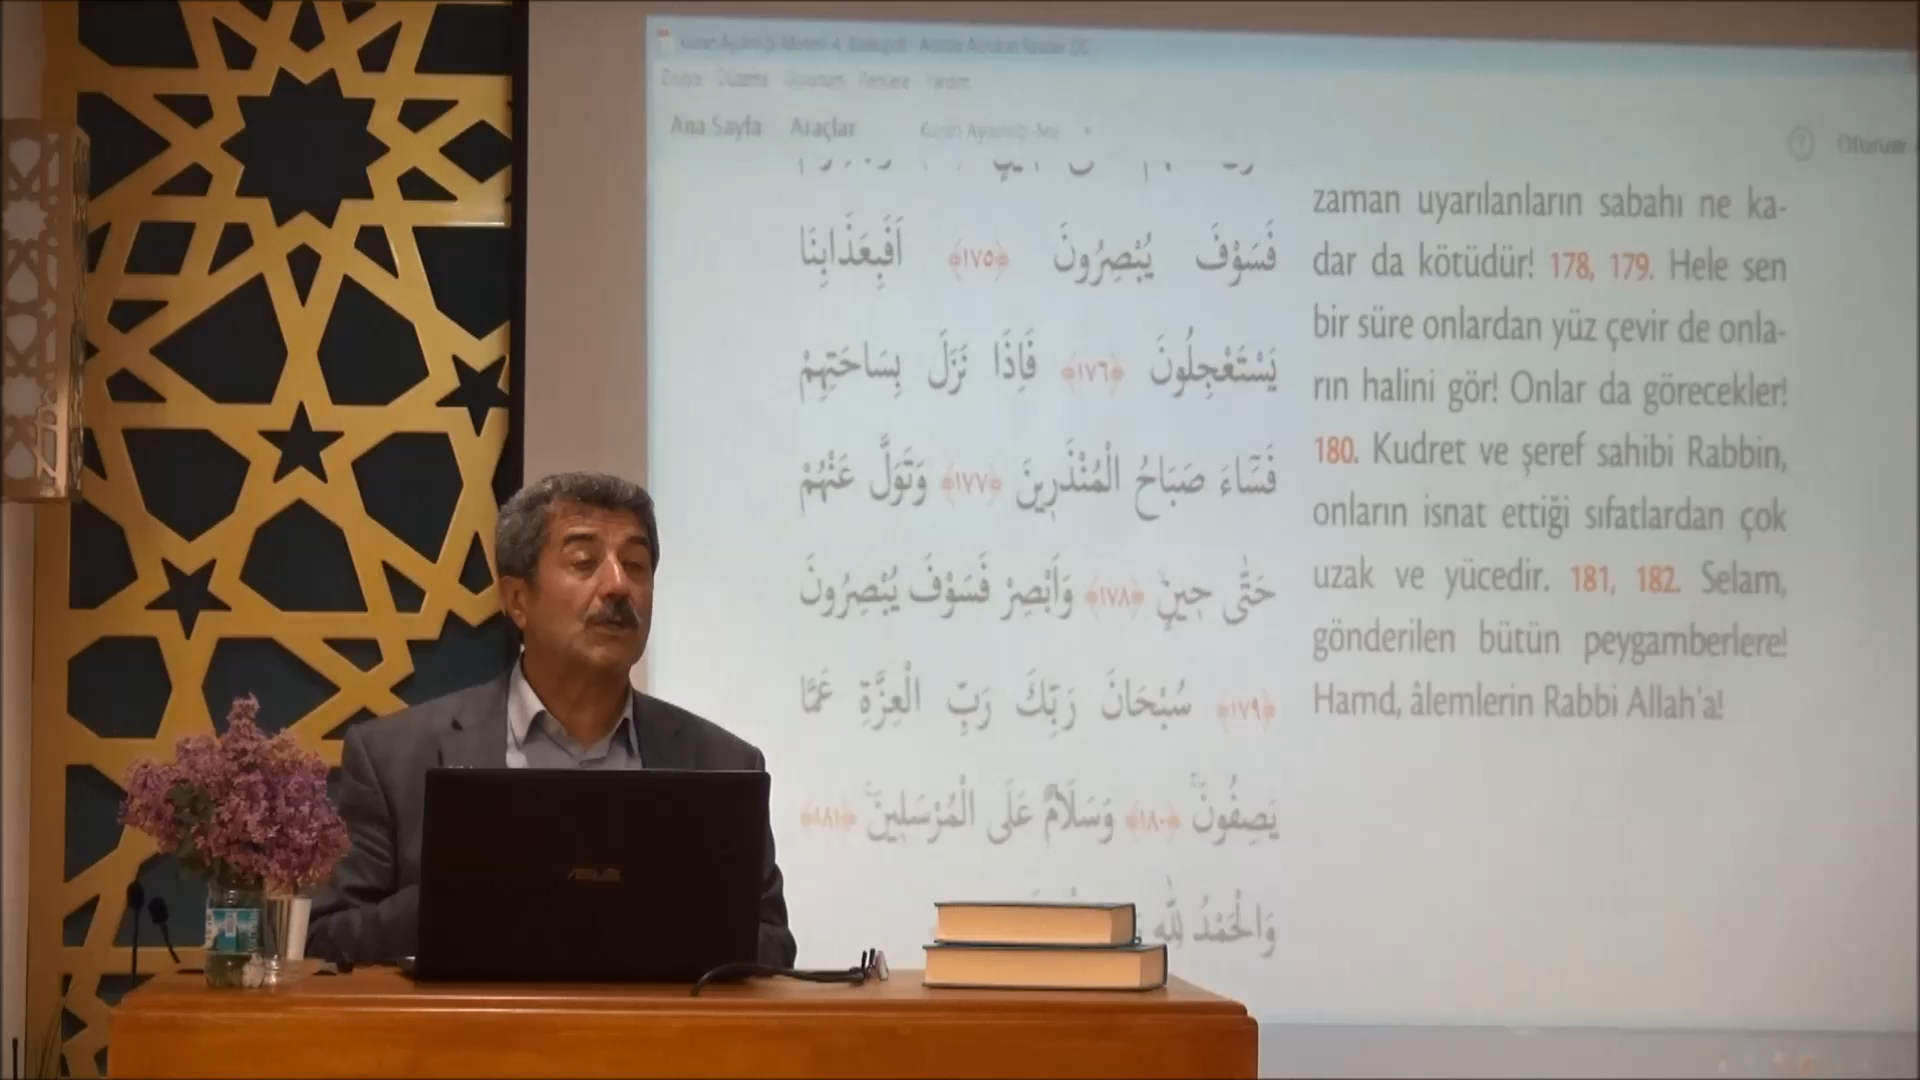 Ana Sayfa Araçlar
Oturum
فَسَوْفَ يُبْصِرُونَ ﴿١٧٥﴾ اَفَبِعَذَابِنَا
يَسْتَعْجِلُونَ ﴿١٧٦﴾ فَاِذَا نَزَلَ بِسَاحَتِهِمْ
فَسَٓاءَ صَبَاحُ الْمُنْذَرِينَ ﴿١٧٧﴾ وَتَوَلَّ عَنْهُمْ
حَتّٰى حِينٍ ﴿١٧٨﴾ وَاَبْصِرْ فَسَوْفَ يُبْصِرُونَ
﴿١٧٩﴾ سُبْحَانَ رَبِّكَ رَبِّ الْعِزَّةِ عَمَّا
يَصِفُونَۚ ﴿١٨٠﴾ وَسَلَامٌ عَلَى الْمُرْسَلِينَۚ ﴿١٨١﴾
وَالْحَمْدُ لِلّٰهِ
zaman uyarılanların sabahı ne ka-
dar da kötüdür! 178, 179. Hele sen
bir süre onlardan yüz çevir de onla-
rın halini gör! Onlar da görecekler!
180. Kudret ve şeref sahibi Rabbin,
onların isnat ettiği sıfatlardan çok
uzak ve yücedir. 181, 182. Selam,
gönderilen bütün peygamberlere!
Hamd, âlemlerin Rabbi Allah'a!
ASUS